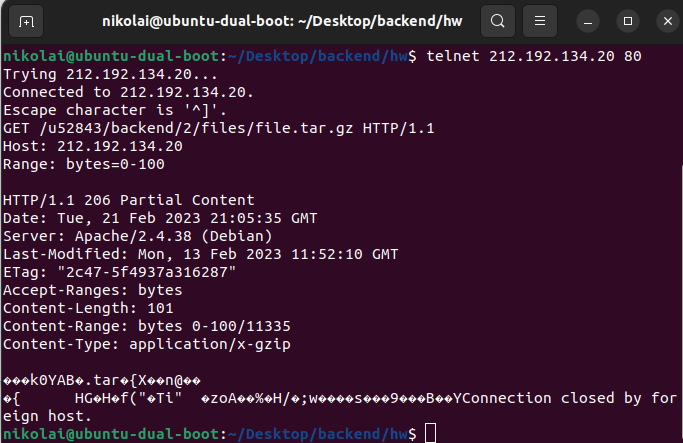 nikolai@ubuntu-dual-boot: ~/Desktop/backend/hw
nikolai@ubuntu-dual-boot:~/Desktop/backend/hw$ telnet 212.192.134.20 80
Trying 212.192.134.20...
Connected to 212.192.134.20.
Escape character is '^]'.
GET /u52843/backend/2/files/file.tar.gz HTTP/1.1
Host: 212.192.134.20
Range: bytes=0-100

HTTP/1.1 206 Partial Content
Date: Tue, 21 Feb 2023 21:05:35 GMT
Server: Apache/2.4.38 (Debian)
Last-Modified: Mon, 13 Feb 2023 11:52:10 GMT
ETag: "2c47-5f4937a316287"
Accept-Ranges: bytes
Content-Length: 101
Content-Range: bytes 0-100/11335
Content-Type: application/x-gzip

���k0YAB�.tar�{X��n@��
�{      HG�H�f("�Ti"  �zoA��%�H/�;w����s���9���B��YConnection closed by for
eign host.
nikolai@ubuntu-dual-boot:~/Desktop/backend/hw$